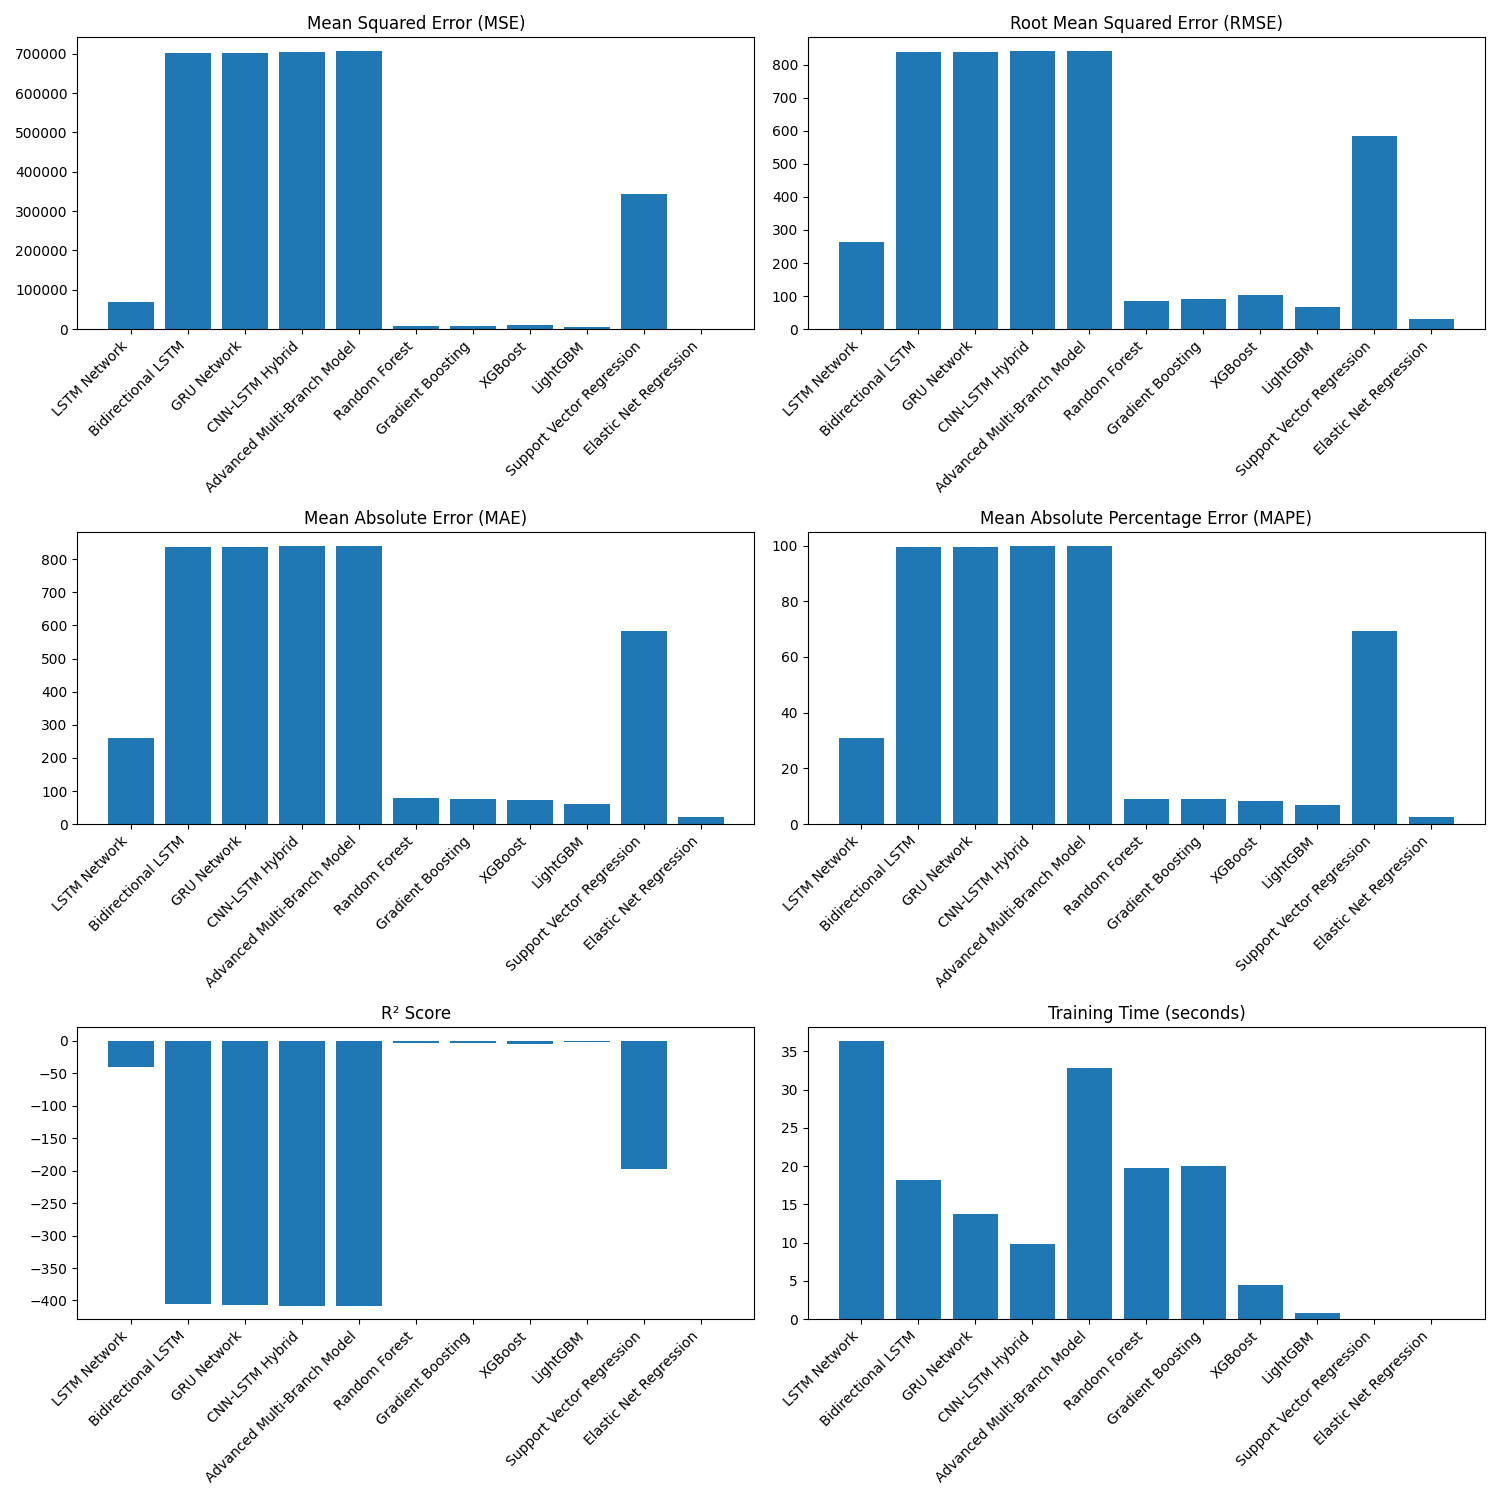 Mean Squared Error (MSE)
700000
600000
500000
400000
300000
200000
100000
0
LSTM Network
Bidirectional LSTM
GRU Network
CNN-LSTM Hybrid
Advanced Multi-Branch Model
Random Forest
Gradient Boosting
XGBoost
LightGBM
Support Vector Regression
Elastic Net Regression
Root Mean Squared Error (RMSE)
800
700
600
500
400
300
200
100
0
LSTM Network
Bidirectional LSTM
GRU Network
CNN-LSTM Hybrid
Advanced Multi-Branch Model
Random Forest
Gradient Boosting
XGBoost
LightGBM
Support Vector Regression
Elastic Net Regression
Mean Absolute Error (MAE)
800
700
600
500
400
300
200
100
0
LSTM Network
Bidirectional LSTM
GRU Network
CNN-LSTM Hybrid
Advanced Multi-Branch Model
Random Forest
Gradient Boosting
XGBoost
LightGBM
Support Vector Regression
Elastic Net Regression
Mean Absolute Percentage Error (MAPE)
100
80
60
40
20
0
LSTM Network
Bidirectional LSTM
GRU Network
CNN-LSTM Hybrid
Advanced Multi-Branch Model
Random Forest
Gradient Boosting
XGBoost
LightGBM
Support Vector Regression
Elastic Net Regression
R² Score
0
−50
−100
−150
−200
−250
−300
−350
−400
LSTM Network
Bidirectional LSTM
GRU Network
CNN-LSTM Hybrid
Advanced Multi-Branch Model
Random Forest
Gradient Boosting
XGBoost
LightGBM
Support Vector Regression
Elastic Net Regression
Training Time (seconds)
35
30
25
20
15
10
5
0
LSTM Network
Bidirectional LSTM
GRU Network
CNN-LSTM Hybrid
Advanced Multi-Branch Model
Random Forest
Gradient Boosting
XGBoost
LightGBM
Support Vector Regression
Elastic Net Regression